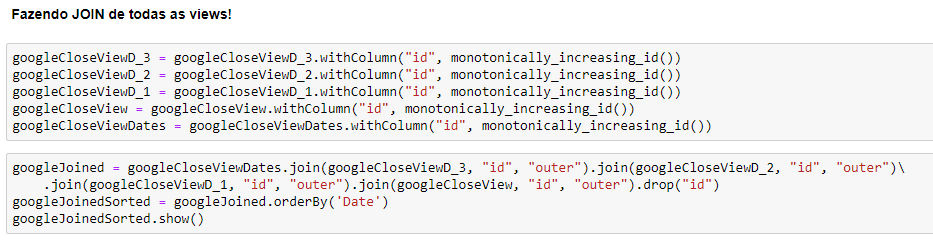 Fazendo JOIN de todas as views!
googleCloseViewD_3 = googleCloseViewD_3.withColumn("id", monotonically_increasing_id())
googleCloseViewD_2 = googleCloseViewD_2.withColumn("id", monotonically_increasing_id())
googleCloseViewD_1 = googleCloseViewD_1.withColumn("id", monotonically_increasing_id())
googleCloseView = googleCloseView.withColumn("id", monotonically_increasing_id())
googleCloseViewDates = googleCloseViewDates.withColumn("id", monotonically_increasing_id())
googleJoined = googleCloseViewDates.join(googleCloseViewD_3, "id", "outer").join(googleCloseViewD_2, "id", "outer")\
    .join(googleCloseViewD_1, "id", "outer").join(googleCloseView, "id", "outer").drop("id")
googleJoinedSorted = googleJoined.orderBy('Date')
googleJoinedSorted.show()